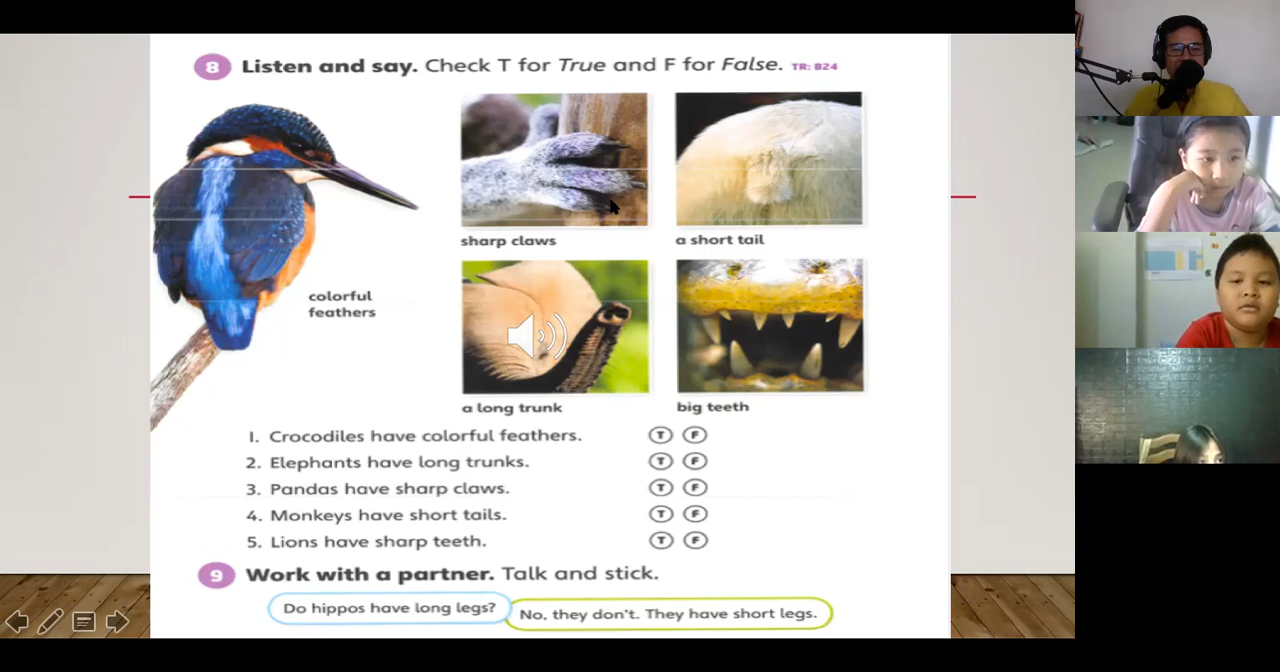 8 Listen and say. Check T for True and F for False. TR: B24
sharp claws
a short tail
colorful
feathers
a long trunk
big teeth
1. Crocodiles have colorful feathers. T F
2. Elephants have long trunks. T F
3. Pandas have sharp claws. T F
4. Monkeys have short tails. T F
5. Lions have sharp teeth. T F
9 Work with a partner. Talk and stick.
Do hippos have long legs?
No, they don't. They have short legs.